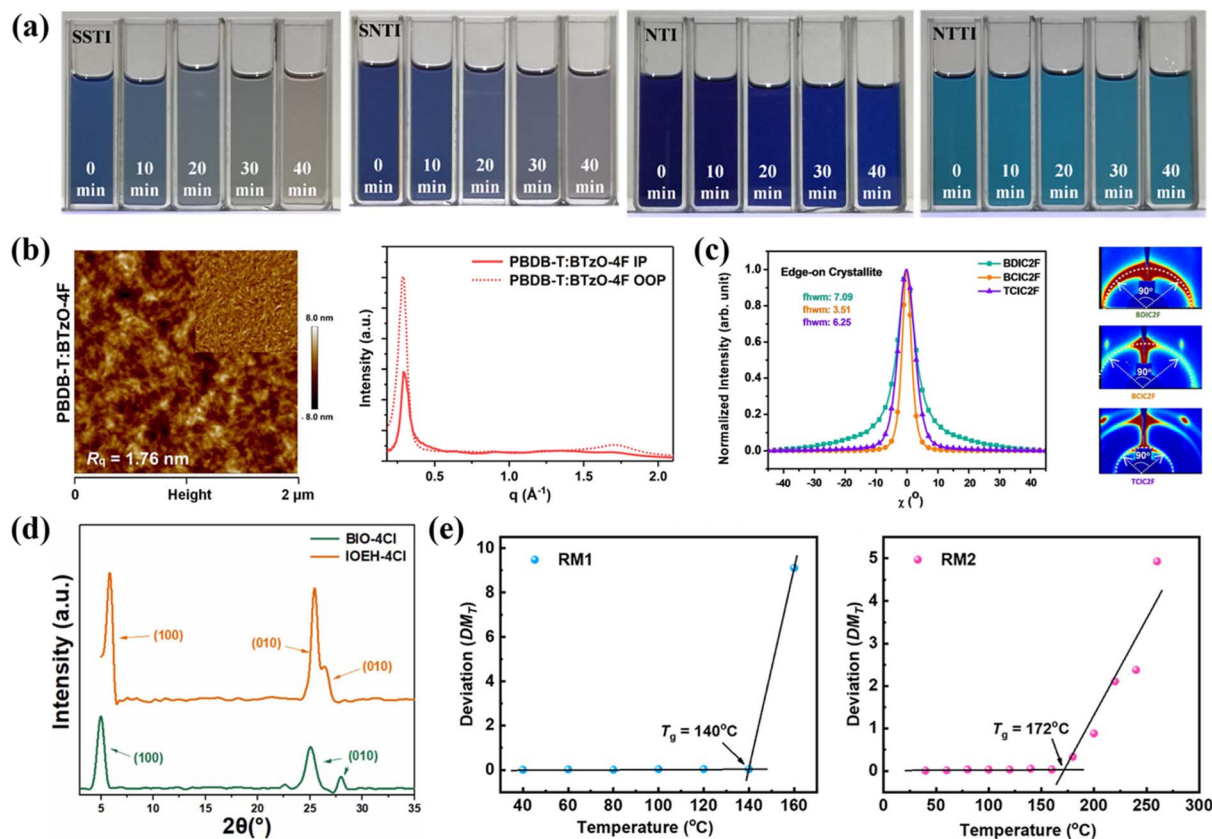 (a)
SSTI
0 min
10 min
20 min
30 min
40 min
SNTI
0 min
10 min
20 min
30 min
40 min
NTI
0 min
10 min
20 min
30 min
40 min
NTTI
0 min
10 min
20 min
30 min
40 min
(b)
PBDB-T:BTzO-4F
8.0 nm
- 8.0 nm
Rq = 1.76 nm
0 Height 2 μm
Intensity (a.u.)
PBDB-T:BTzO-4F IP
PBDB-T:BTzO-4F OOP
0.5 1.0 1.5 2.0
q (Å-1)
(c)
Normalized Intensity (arb. unit)
1.0
0.8
0.6
0.4
0.2
0.0
Edge-on Crystallite
fhwm: 7.09
fhwm: 3.51
fhwm: 6.25
BDIC2F
BCIC2F
TCIC2F
-40 -30 -20 -10 0 10 20 30 40
χ (o)
90o
BDIC2F
90o
BCIC2F
90o
TCIC2F
(d)
Intensity (a.u.)
BIO-4Cl
IOEH-4Cl
(100)
(010)
(010)
(100)
(010)
5 10 15 20 25 30 35
2θ(°)
(e)
Deviation (DMT)
10
8
6
4
2
0
RM1
Tg = 140oC
40 60 80 100 120 140 160
Temperature (oC)
Deviation (DMT)
5
4
3
2
1
0
RM2
Tg = 172oC
0 50 100 150 200 250 300
Temperature (oC)